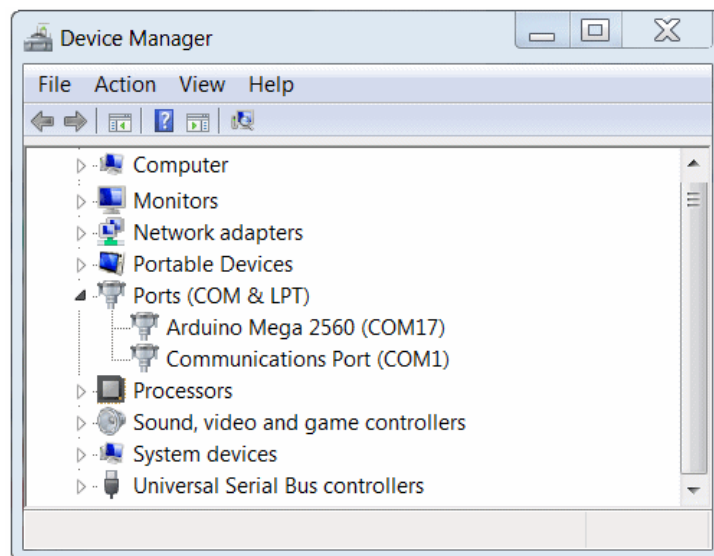 Device Manager
File Action View Help
Computer
Monitors
Network adapters
Portable Devices
Ports (COM & LPT)
Arduino Mega 2560 (COM17)
Communications Port (COM1)
Processors
Sound, video and game controllers
System devices
Universal Serial Bus controllers